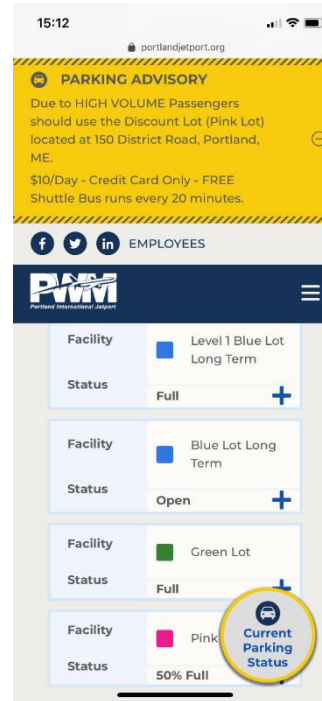 15:12
portlandjetport.org
PARKING ADVISORY
Due to HIGH VOLUME Passengers
should use the Discount Lot (Pink Lot)
located at 150 District Road, Portland,
ME.
$10/Day - Credit Card Only - FREE
Shuttle Bus runs every 20 minutes.
f in EMPLOYEES
PWM
Portland International Jetport
Facility
Level 1 Blue Lot
Long Term
Status
Full
Facility
Blue Lot Long
Term
Status
Open
Facility
Green Lot
Status
Full
Facility
Pink
Status
50% Full
Current
Parking
Status